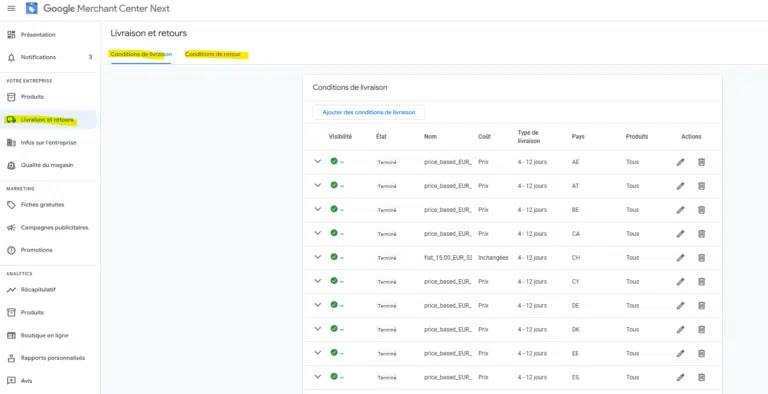 Google Merchant Center Next
Présentation
Notifications 3
VOTRE ENTREPRISE
Produits
Livraison et retours
Infos sur l'entreprise
Qualité du magasin
MARKETING
Fiches gratuites
Campagnes publicitaires
Promotions
ANALYTICS
Récapitulatif
Produits
Boutique en ligne
Rapports personnalisés
Avis
Livraison et retours
Conditions de livraison Conditions de retour
Conditions de livraison
Ajouter des conditions de livraison
Visibilité État Nom Coût Type de livraison Pays Produits Actions
Terminé price_based_EUR_ Prix 4 - 12 jours AE Tous
Terminé price_based_EUR_ Prix 4 - 12 jours AT Tous
Terminé price_based_EUR_ Prix 4 - 12 jours BE Tous
Terminé price_based_EUR_ Prix 4 - 12 jours CA Tous
Terminé flat_15.00_EUR_S Inchangées 4 - 12 jours CH Tous
Terminé price_based_EUR_ Prix 4 - 12 jours CY Tous
Terminé price_based_EUR_ Prix 4 - 12 jours DE Tous
Terminé price_based_EUR_ Prix 4 - 12 jours DK Tous
Terminé price_based_EUR_ Prix 4 - 12 jours EE Tous
Terminé price_based_EUR_ Prix 4 - 12 jours ES Tous